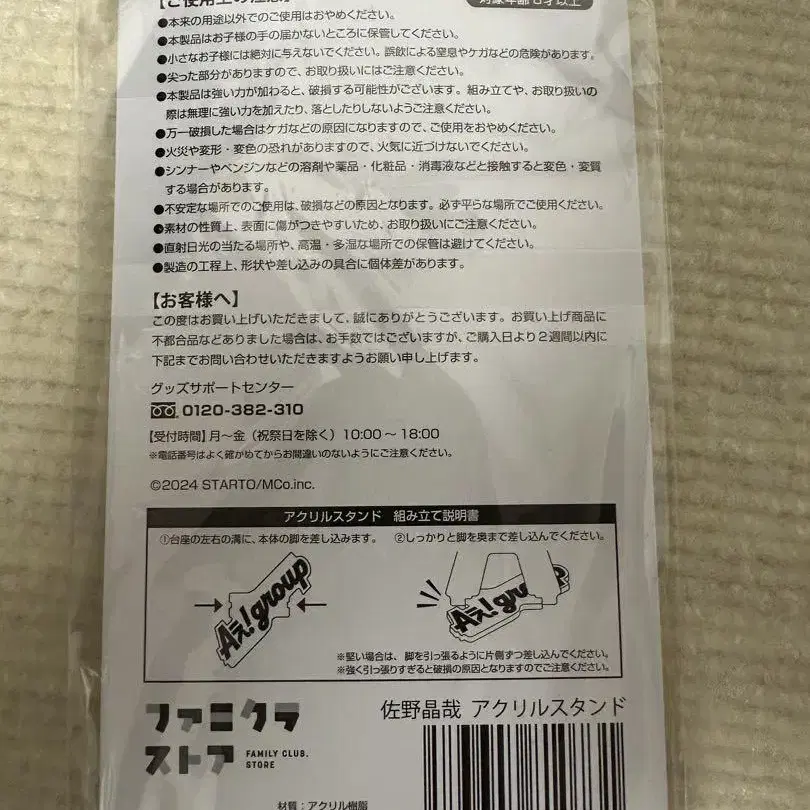 【ご使用上の注意】
対象年齢6才以上
●本来の用途以外でのご使用はおやめください。
●本製品はお子様の手の届かないところに保管してください。
●小さなお子様には絶対に与えないでください。誤飲による窒息やケガなどの危険があります。
●尖った部分がありますので、お取り扱いにはご注意ください。
●本製品は強い力が加わると、破損する可能性がございます。組み立てや、お取り扱いの
際は無理に強い力を加えたり、落としたりしないようご注意ください。
●万一破損した場合はケガなどの原因になりますので、ご使用をおやめください。
●火災や変形・変色の恐れがありますので、火気に近づけないでください。
●シンナーやベンジンなどの溶剤や薬品・化粧品・消毒液などと接触すると変色・変質
する場合があります。
●不安定な場所でのご使用は、破損などの原因となります。必ず平らな場所でご使用ください。
●素材の性質上、表面に傷がつきやすいため、お取り扱いにご注意ください。
●直射日光の当たる場所や、高温・多湿な場所での保管は避けてください。
●製造の工程上、形状や差し込みの具合に個体差があります。
【お客様へ】
この度はお買い上げいただきまして、誠にありがとうございます。お買い上げ商品に
不都合品などありました場合は、お手数ではございますが、ご購入日より2週間以内に
下記までお問い合わせいただきますようお願い申し上げます。
グッズサポートセンター
0120-382-310
【受付時間】月～金（祝祭日を除く）10:00～18:00
※電話番号はよく確かめてからお間違いのないようにご注意ください。
©2024 STARTO/MCo.inc.
アクリルスタンド 組み立て説明書
①台座の左右の溝に、本体の脚を差し込みます。 ②しっかりと脚を奥まで差し込んでください。
Aぇ! group
Aぇ! group
※堅い場合は、脚を引っ張るように片側ずつ差し込んでください。
※強く引っ張りすぎると破損の原因となりますのでご注意ください。
ファミクラ
ストア
FAMILY CLUB.
STORE
佐野晶哉 アクリルスタンド
材質：アクリル樹脂